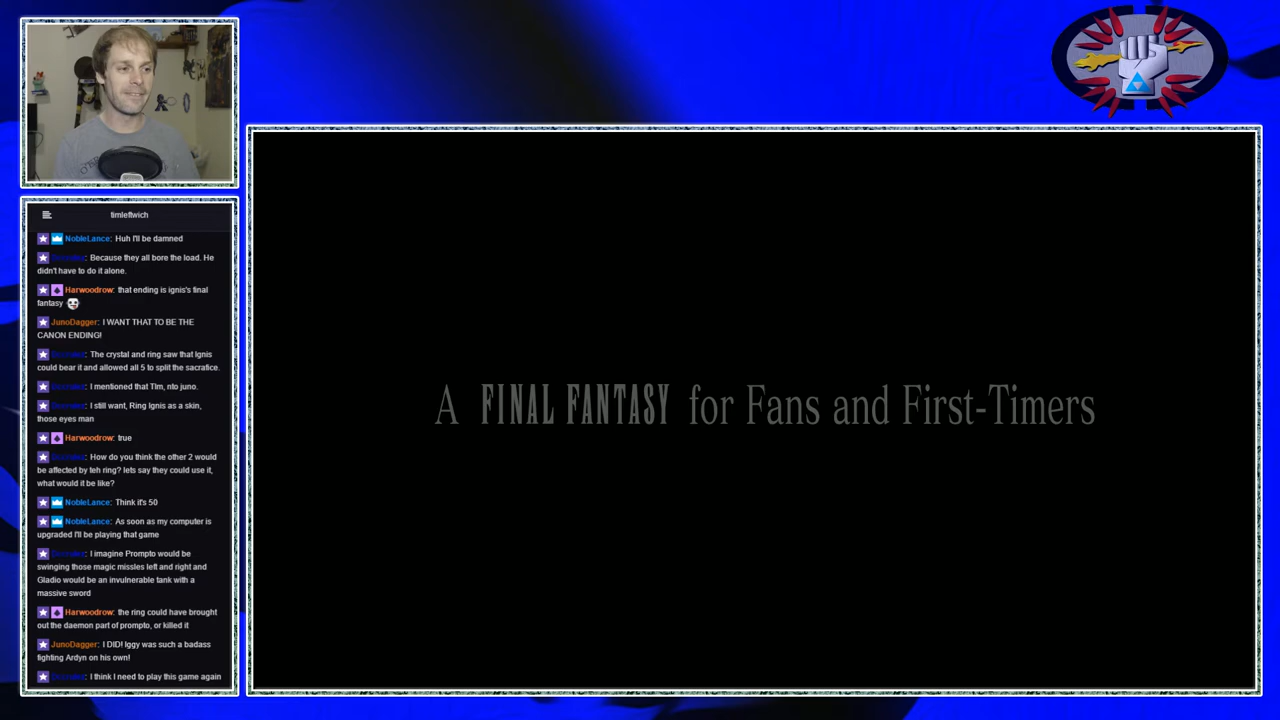 timleftwich
NobleLance: Huh I'll be damned
: Because they all bore the load. He
didn't have to do it alone.
Harwoodrow: that ending is ignis's final
fantasy
JunoDagger: I WANT THAT TO BE THE
CANON ENDING!
: The crystal and ring saw that Ignis
could bear it and allowed all 5 to split the sacrafice.
: I mentioned that TIm, nto juno.
: I still want, Ring Ignis as a skin,
those eyes man
Harwoodrow: true
: How do you think the other 2 would
be affected by teh ring? lets say they could use it,
what would it be like?
NobleLance: Think it's 50
NobleLance: As soon as my computer is
upgraded I'll be playing that game
: I imagine Prompto would be
swinging those magic missles left and right and
Gladio would be an invulnerable tank with a
massive sword
Harwoodrow: the ring could have brought
out the daemon part of prompto, or killed it
JunoDagger: I DID! Iggy was such a badass
fighting Ardyn on his own!
: I think I need to play this game again
A FINAL FANTASY for Fans and First-Timers